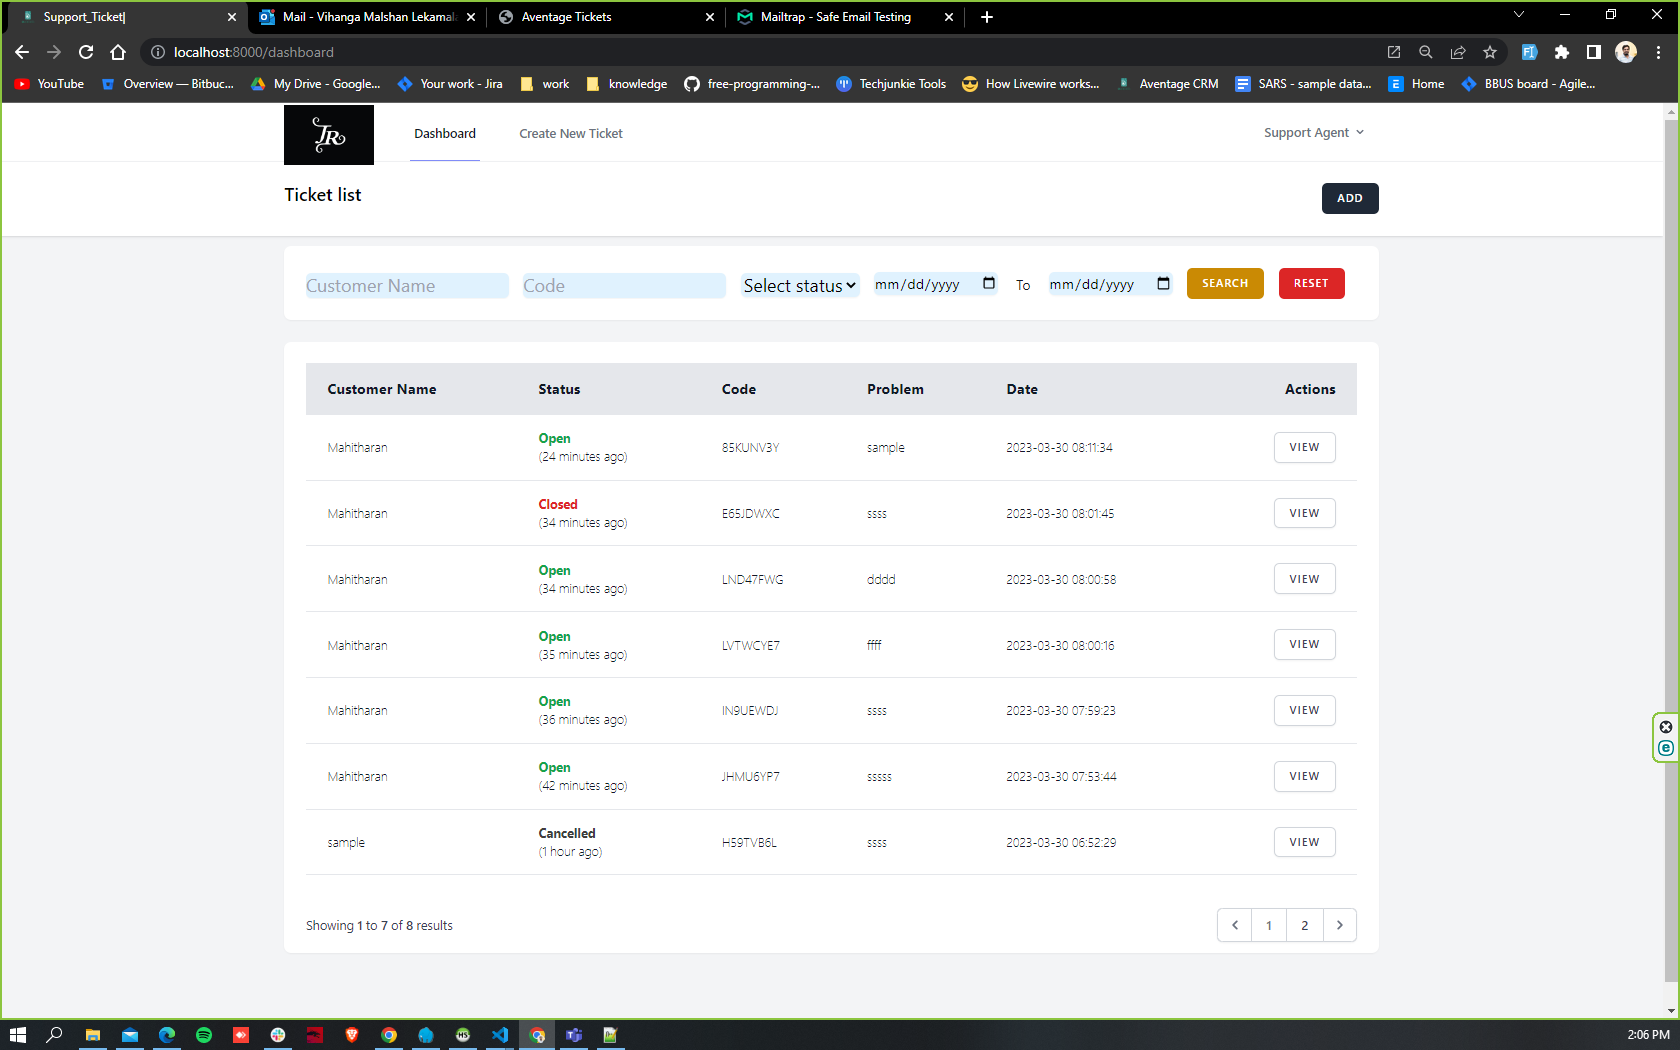 Support_Ticket|
Mail - Vihanga Malshan Lekamala
Aventage Tickets
Mailtrap - Safe Email Testing
localhost:8000/dashboard
YouTube
Overview — Bitbuc...
My Drive - Google...
Your work - Jira
work
knowledge
free-programming-...
Techjunkie Tools
How Livewire works...
Aventage CRM
SARS - sample data...
Home
BBUS board - Agile...
JR
Dashboard
Create New Ticket
Support Agent
Ticket list
ADD
Customer Name
Code
Select status
mm/dd/yyyy
To
mm/dd/yyyy
SEARCH
RESET
Customer Name Status Code Problem Date Actions
Mahitharan Open 85KUNV3Y sample 2023-03-30 08:11:34 VIEW
(24 minutes ago)
Mahitharan Closed E65JDWXC ssss 2023-03-30 08:01:45 VIEW
(34 minutes ago)
Mahitharan Open LND47FWG dddd 2023-03-30 08:00:58 VIEW
(34 minutes ago)
Mahitharan Open LVTWCYE7 ffff 2023-03-30 08:00:16 VIEW
(35 minutes ago)
Mahitharan Open IN9UEWDJ ssss 2023-03-30 07:59:23 VIEW
(36 minutes ago)
Mahitharan Open JHMU6YP7 sssss 2023-03-30 07:53:44 VIEW
(42 minutes ago)
sample Cancelled H59TVB6L ssss 2023-03-30 06:52:29 VIEW
(1 hour ago)
Showing 1 to 7 of 8 results
1 2
2:06 PM